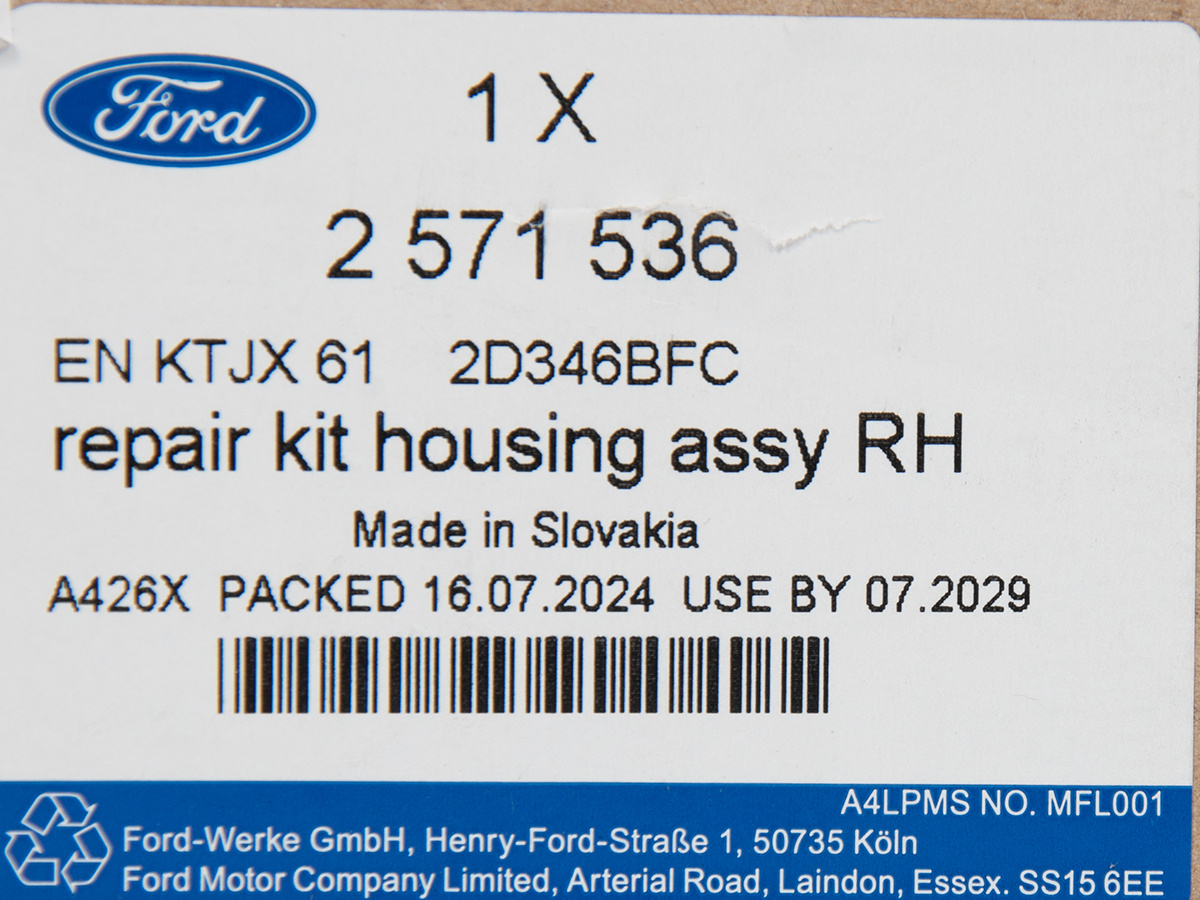 Ford
1 X
2 571 536
EN KTJX 61 2D346BFC
repair kit housing assy RH
Made in Slovakia
A426X PACKED 16.07.2024 USE BY 07.2029
A4LPMS NO. MFL001
Ford-Werke GmbH, Henry-Ford-Straße 1, 50735 Köln
Ford Motor Company Limited, Arterial Road, Laindon, Essex. SS15 6EE